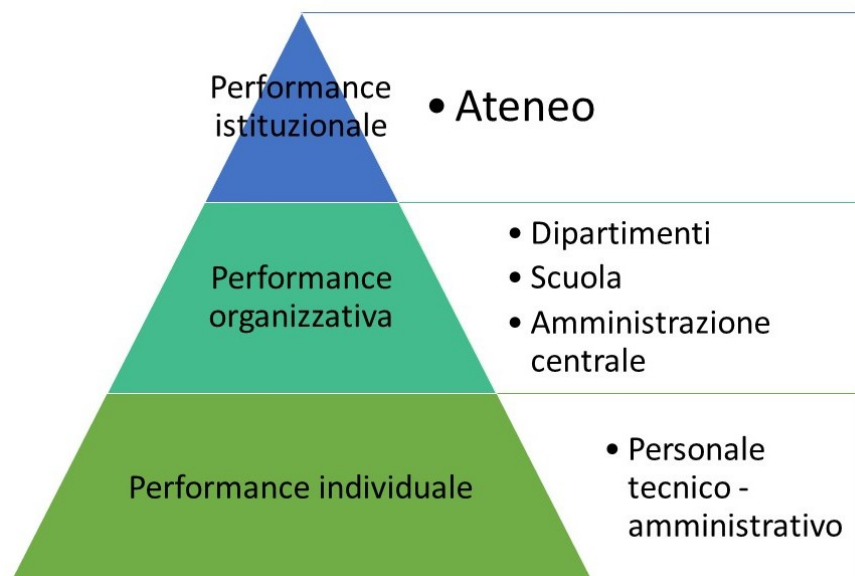 Performance
istituzionale
• Ateneo
Performance
organizzativa
• Dipartimenti
• Scuola
• Amministrazione
centrale
Performance individuale
• Personale
tecnico -
amministrativo